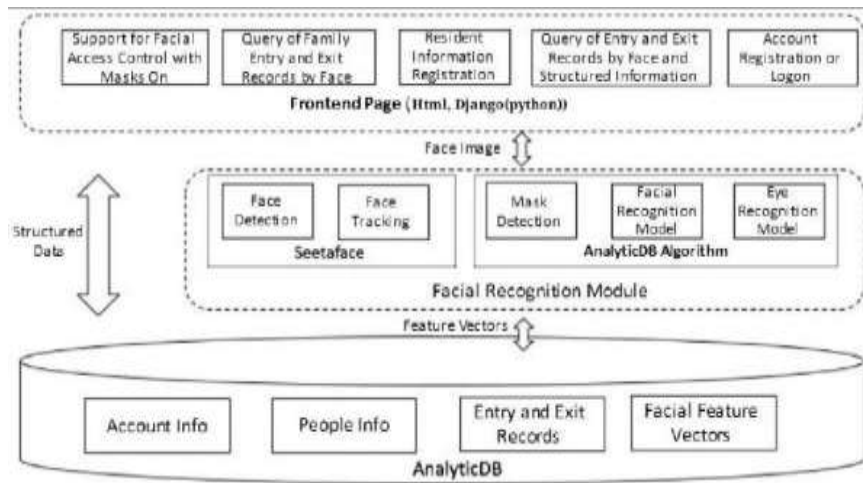 Support for Facial
Access Control with
Masks On
Query of Family
Entry and Exit
Records by Face
Resident
Information
Registration
Query of Entry and Exit
Records by Face and
Structured Information
Account
Registration or
Logon
Frontend Page (Html, Django(python))
Face Image
Structured
Data
Face
Detection
Face
Tracking
Seetaface
Mask
Detection
Facial
Recognition
Model
Eye
Recognition
Model
AnalyticDB Algorithm
Facial Recognition Module
Feature Vectors
Account Info
People Info
Entry and Exit
Records
Facial Feature
Vectors
AnalyticDB